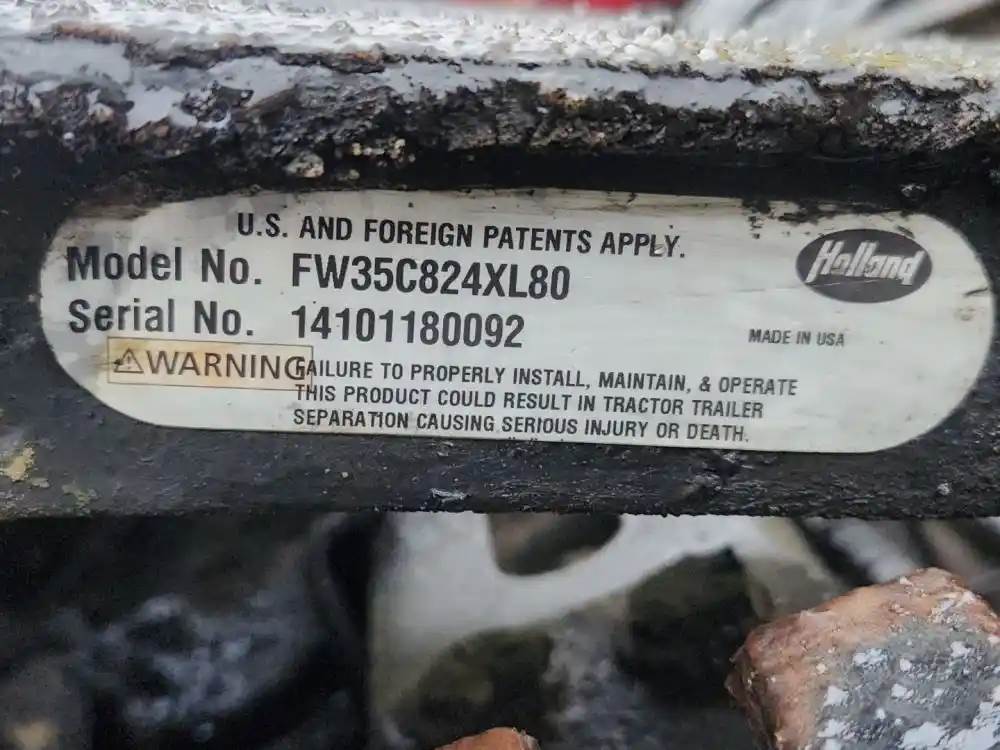 U.S. AND FOREIGN PATENTS APPLY.
Holland
Model No. FW35C824XL80
Serial No. 14101180092
MADE IN USA
⚠WARNING
FAILURE TO PROPERLY INSTALL, MAINTAIN, & OPERATE
THIS PRODUCT COULD RESULT IN TRACTOR TRAILER
SEPARATION CAUSING SERIOUS INJURY OR DEATH.